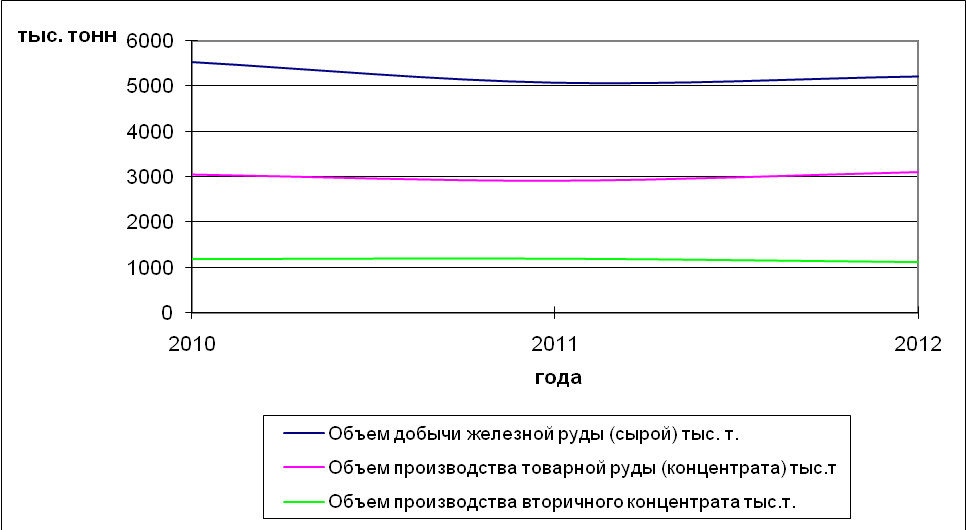 тыс. тонн
6000
5000
4000
3000
2000
1000
0
2010 2011 2012
года
Объем добычи железной руды (сырой) тыс. т.
Объем производства товарной руды (концентрата) тыс.т
Объем производства вторичного концентрата тыс.т.